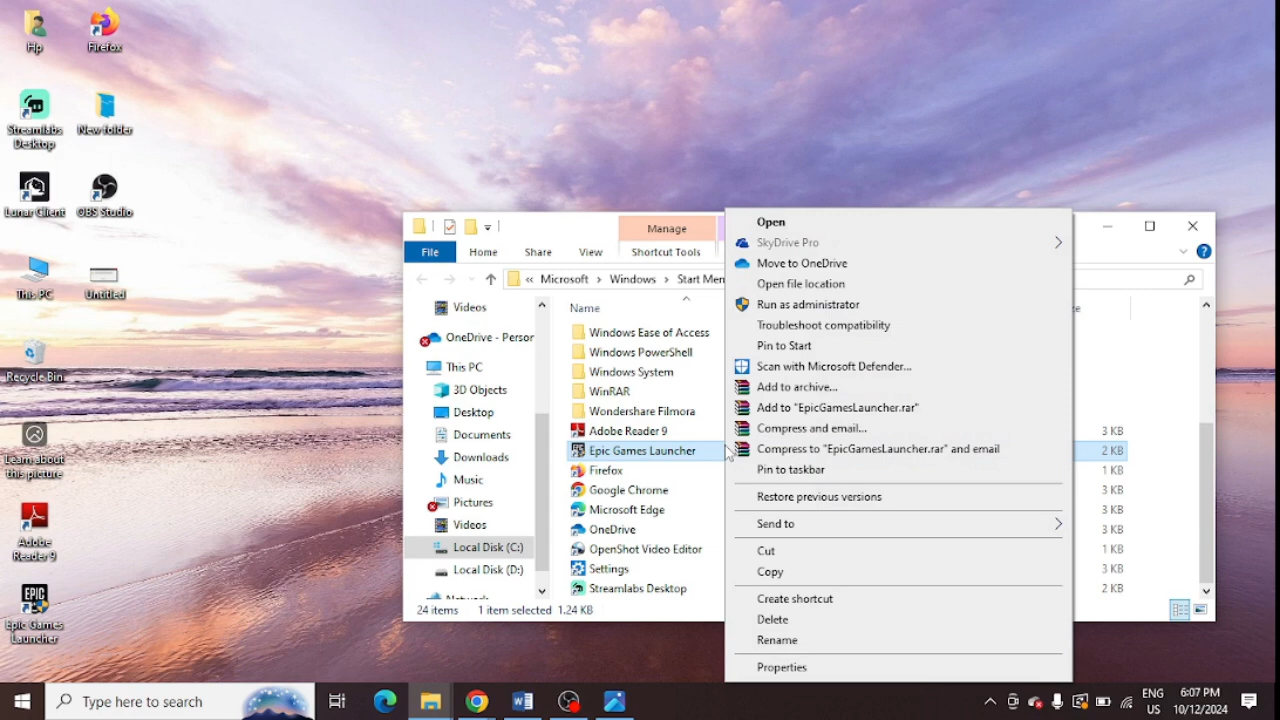 Hp
Firefox
Streamlabs
Desktop
New folder
Lunar Client
OBS Studio
This PC
Untitled
Recycle Bin
Learn about
this picture
Adobe
Reader 9
EPIC
GAMES
Epic Games
Launcher
Manage
File
Home
Share
View
Shortcut Tools
« Microsoft > Windows > Start Men
Videos
OneDrive - Person
This PC
3D Objects
Desktop
Documents
Downloads
Music
Pictures
Videos
Local Disk (C:)
Local Disk (D:)
Network
Name
Windows Ease of Access
Windows PowerShell
Windows System
WinRAR
Wondershare Filmora
Adobe Reader 9
3 KB
Epic Games Launcher
2 KB
Firefox
1 KB
Google Chrome
3 KB
Microsoft Edge
3 KB
OneDrive
3 KB
OpenShot Video Editor
1 KB
Settings
3 KB
Streamlabs Desktop
2 KB
24 items
1 item selected 1.24 KB
Open
SkyDrive Pro
Move to OneDrive
Open file location
Run as administrator
Troubleshoot compatibility
Pin to Start
Scan with Microsoft Defender...
Add to archive...
Add to "EpicGamesLauncher.rar"
Compress and email...
Compress to "EpicGamesLauncher.rar" and email
Pin to taskbar
Restore previous versions
Send to
Cut
Copy
Create shortcut
Delete
Rename
Properties
Type here to search
ENG
US
6:07 PM
10/12/2024